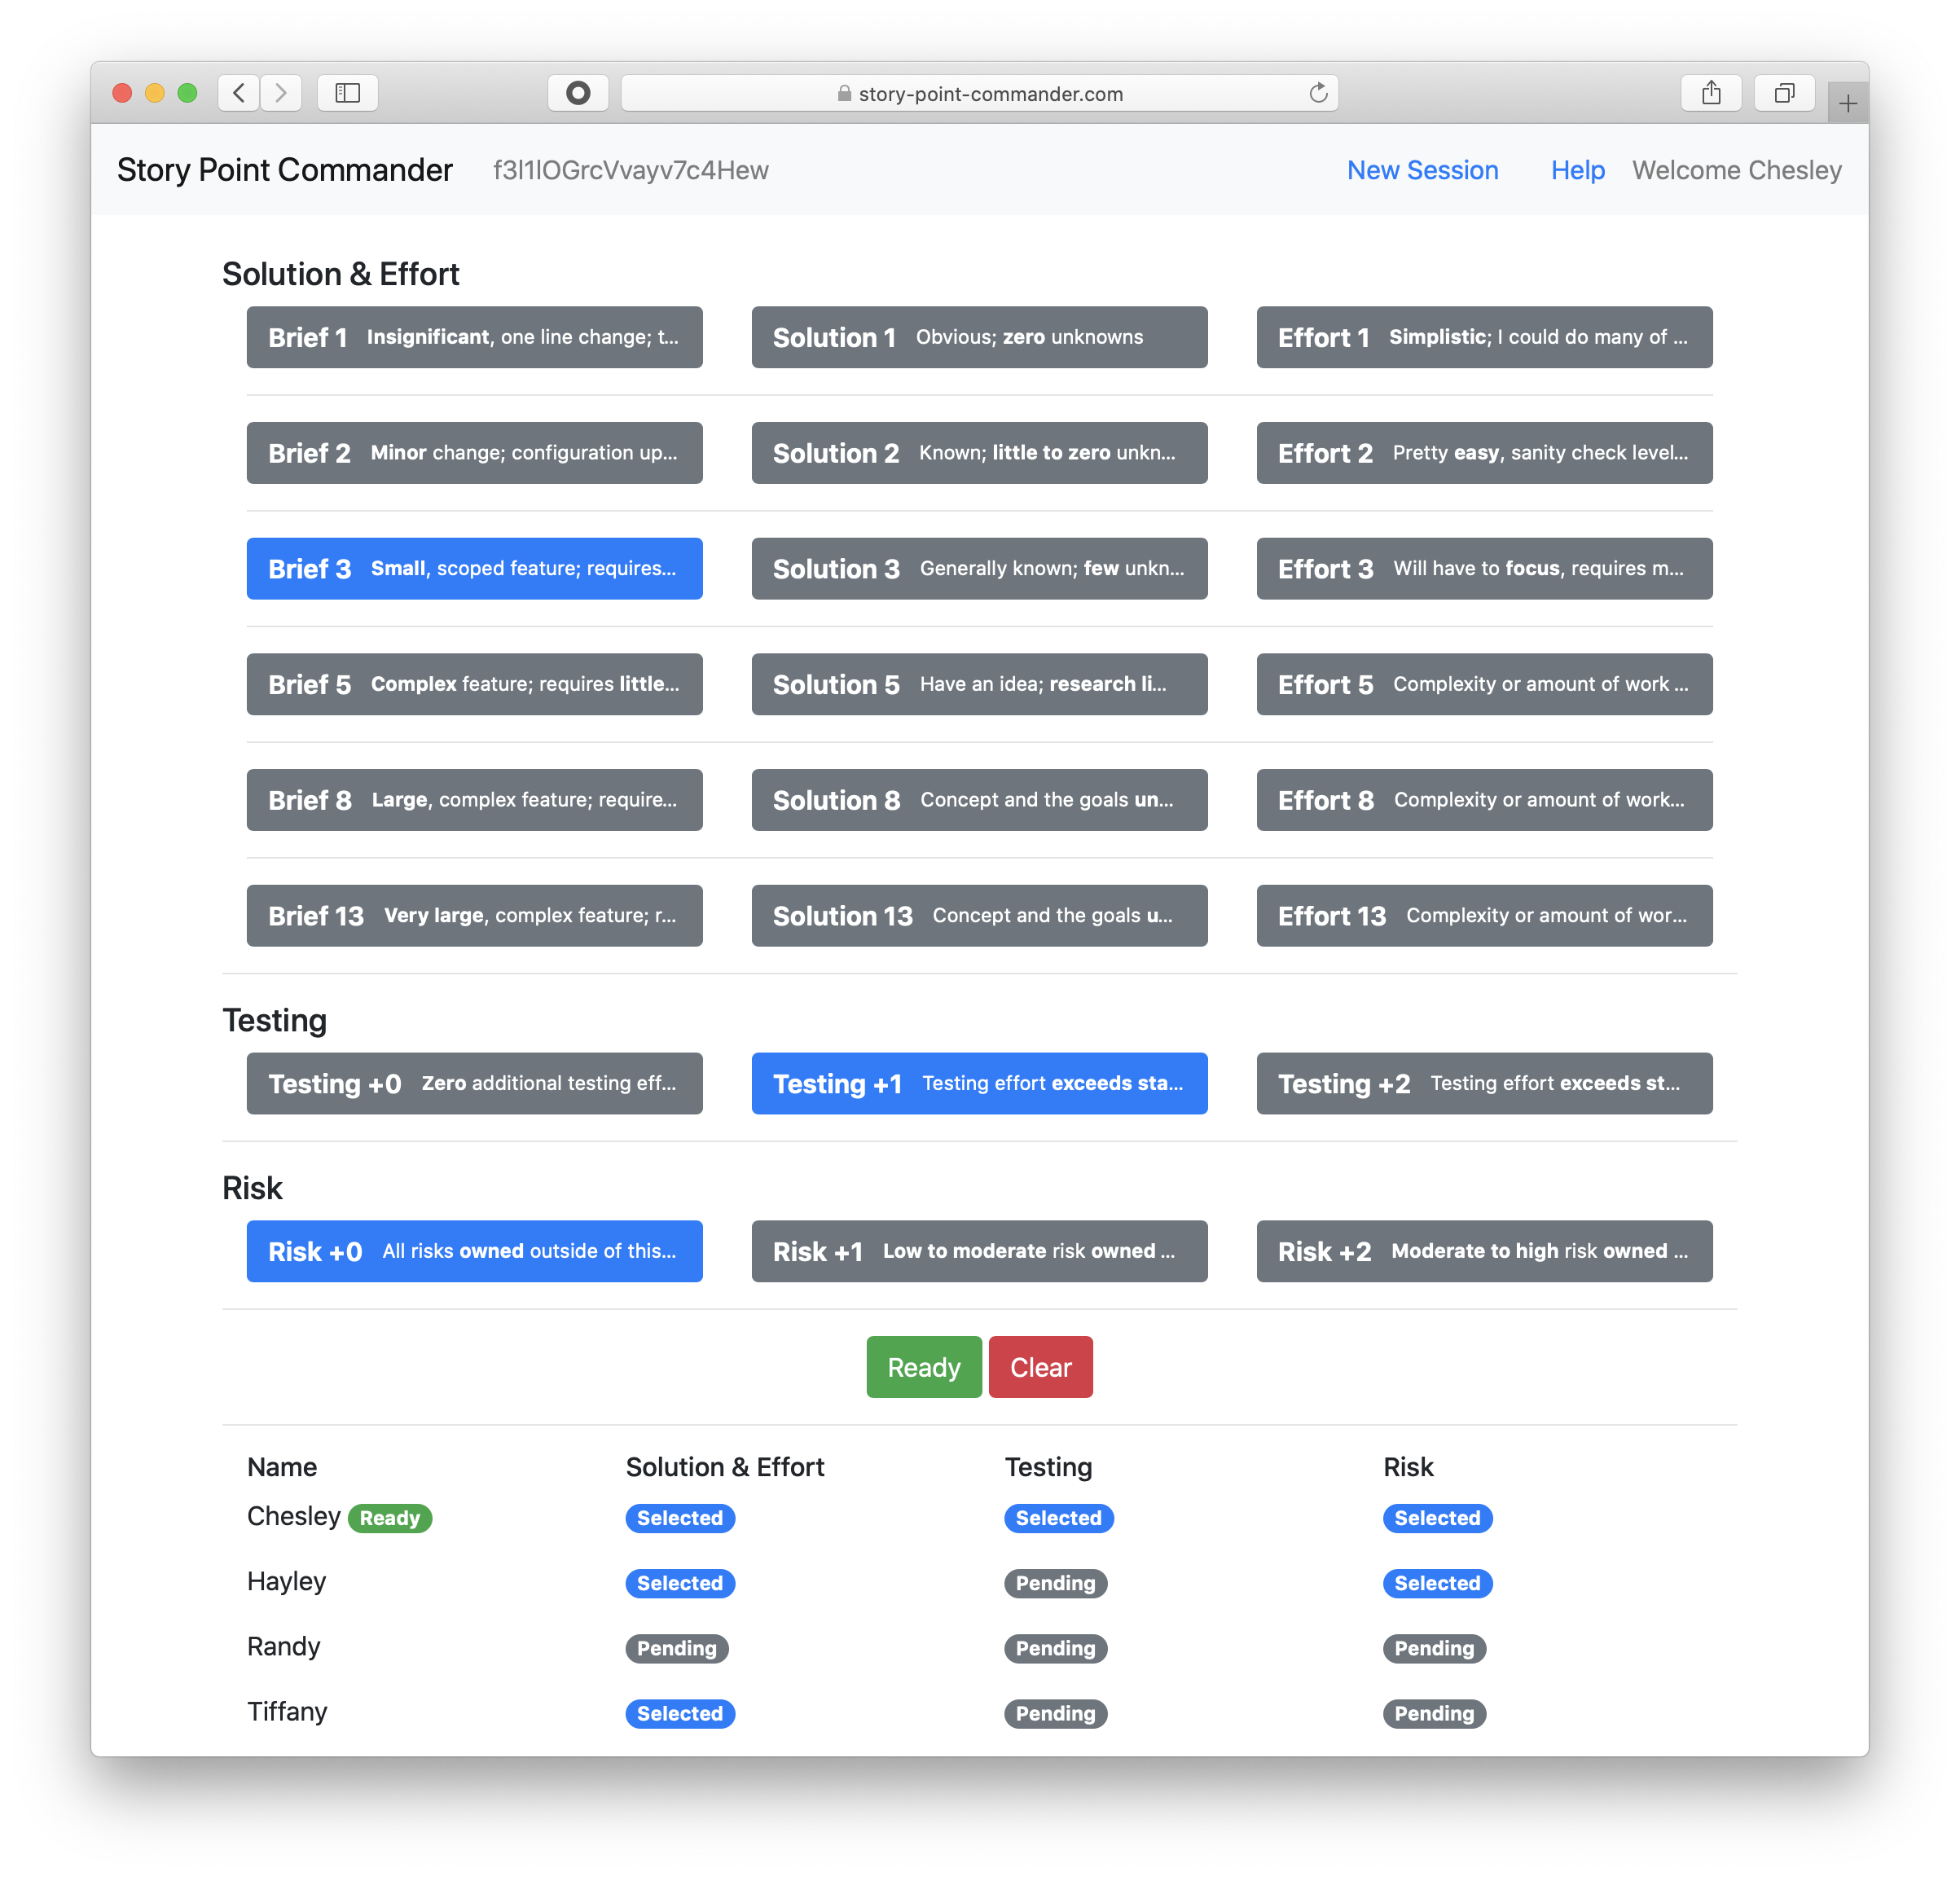 story-point-commander.com
Story Point Commander f3l1lOGrcVvayv7c4Hew New Session Help Welcome Chesley
Solution & Effort
Brief 1 Insignificant, one line change; t... Solution 1 Obvious; zero unknowns Effort 1 Simplistic; I could do many of ...
Brief 2 Minor change; configuration up... Solution 2 Known; little to zero unkn... Effort 2 Pretty easy, sanity check level...
Brief 3 Small, scoped feature; requires... Solution 3 Generally known; few unkn... Effort 3 Will have to focus, requires m...
Brief 5 Complex feature; requires little... Solution 5 Have an idea; research li... Effort 5 Complexity or amount of work ...
Brief 8 Large, complex feature; require... Solution 8 Concept and the goals un... Effort 8 Complexity or amount of work...
Brief 13 Very large, complex feature; r... Solution 13 Concept and the goals u... Effort 13 Complexity or amount of wor...
Testing
Testing +0 Zero additional testing eff... Testing +1 Testing effort exceeds sta... Testing +2 Testing effort exceeds st...
Risk
Risk +0 All risks owned outside of this... Risk +1 Low to moderate risk owned ... Risk +2 Moderate to high risk owned ...
Ready Clear
Name Solution & Effort Testing Risk
Chesley Ready Selected Selected Selected
Hayley Selected Pending Selected
Randy Pending Pending Pending
Tiffany Selected Pending Pending